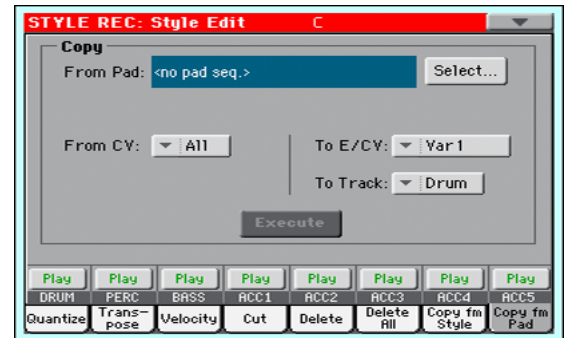 STYLE REC: Style Edit C
Copy
From Pad: <no pad seq.> Select...
From CV: All To E/CV: Var1
To Track: Drum
Execute
Play Play Play Play Play Play Play Play
DRUM PERC BASS ACC1 ACC2 ACC3 ACC4 ACC5
Quantize Trans- Velocity Cut Delete Delete Copy fm Copy fm
pose All Style Pad